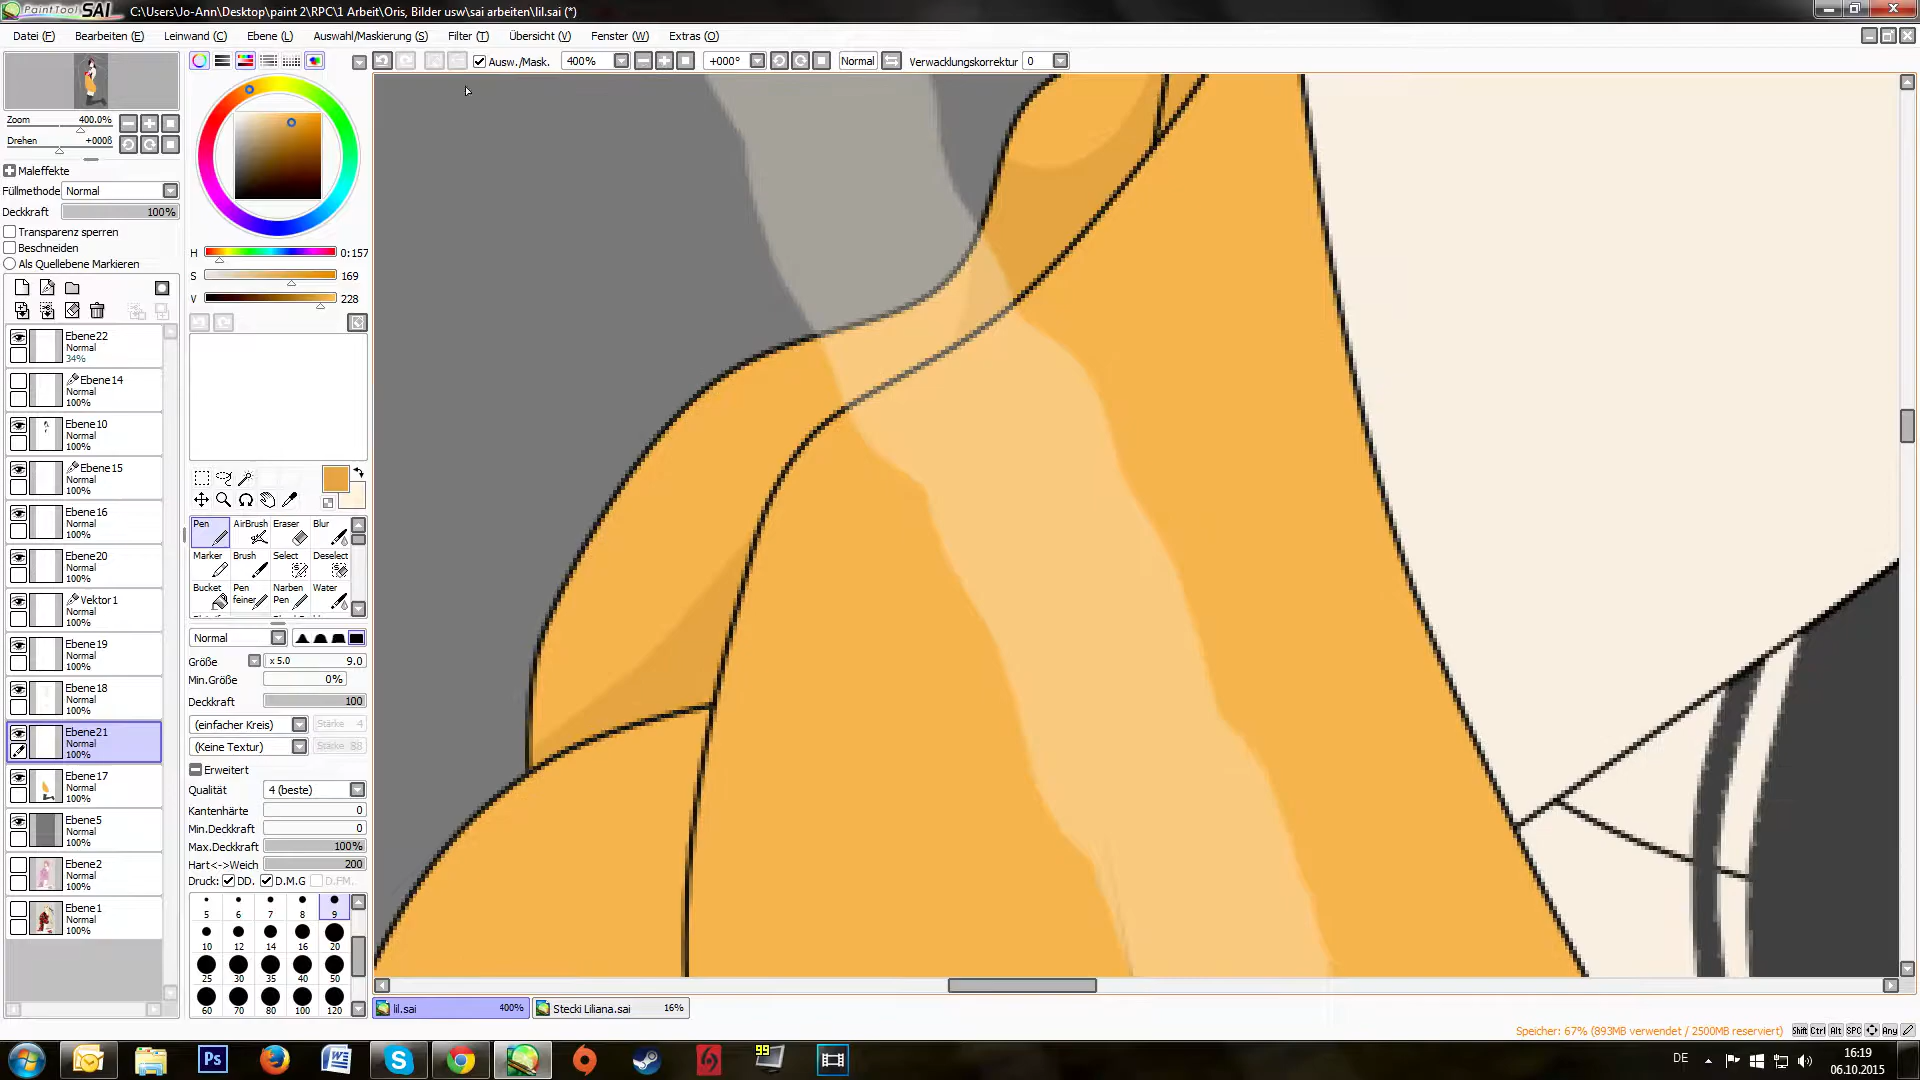 PaintTool SAI C:\Users\Jo-Ann\Desktop\paint 2\RPC\1 Arbeit\Oris, Bilder usw\sai arbeiten\lil.sai (*)
Datei (F) Bearbeiten (E) Leinwand (C) Ebene (L) Auswahl/Maskierung (S) Filter (T) Übersicht (V) Fenster (W) Extras (O)
Ausw./Mask. 400% +000° Normal Verwacklungskorrektur 0
Zoom 400.0%
Drehen +000ß
Maleffekte
Füllmethode Normal
Deckkraft 100%
Transparenz sperren
Beschneiden
Als Quellebene Markieren
Ebene22
Normal
34%
Ebene14
Normal
100%
Ebene10
Normal
100%
Ebene15
Normal
100%
Ebene16
Normal
100%
Ebene20
Normal
100%
Vektor1
Normal
100%
Ebene19
Normal
100%
Ebene18
Normal
100%
Ebene21
Normal
100%
Ebene17
Normal
100%
Ebene5
Normal
100%
Ebene2
Normal
100%
Ebene1
Normal
100%
H 0:157
S 169
V 228
Pen AirBrush Eraser Blur
Marker Brush Select Deselect
Bucket Pen feiner Narben Pen Water
Normal
Größe x 5.0 9.0
Min.Größe 0%
Deckkraft 100
(einfacher Kreis) Stärke 4
(Keine Textur) Stärke 88
Erweitert
Qualität 4 (beste)
Kantenhärte 0
Min.Deckkraft 0
Max.Deckkraft 100%
Hart<->Weich 200
Druck: DD. D.M.G D.FM.
5 6 7 8 9
10 12 14 16 20
25 30 35 40 50
60 70 80 100 120
lil.sai 400% Stecki Liliana.sai 16%
Speicher: 67% (893MB verwendet / 2500MB reserviert) Shift Ctrl Alt SPC Any
Ps W S 99 DE 16:19
06.10.2015